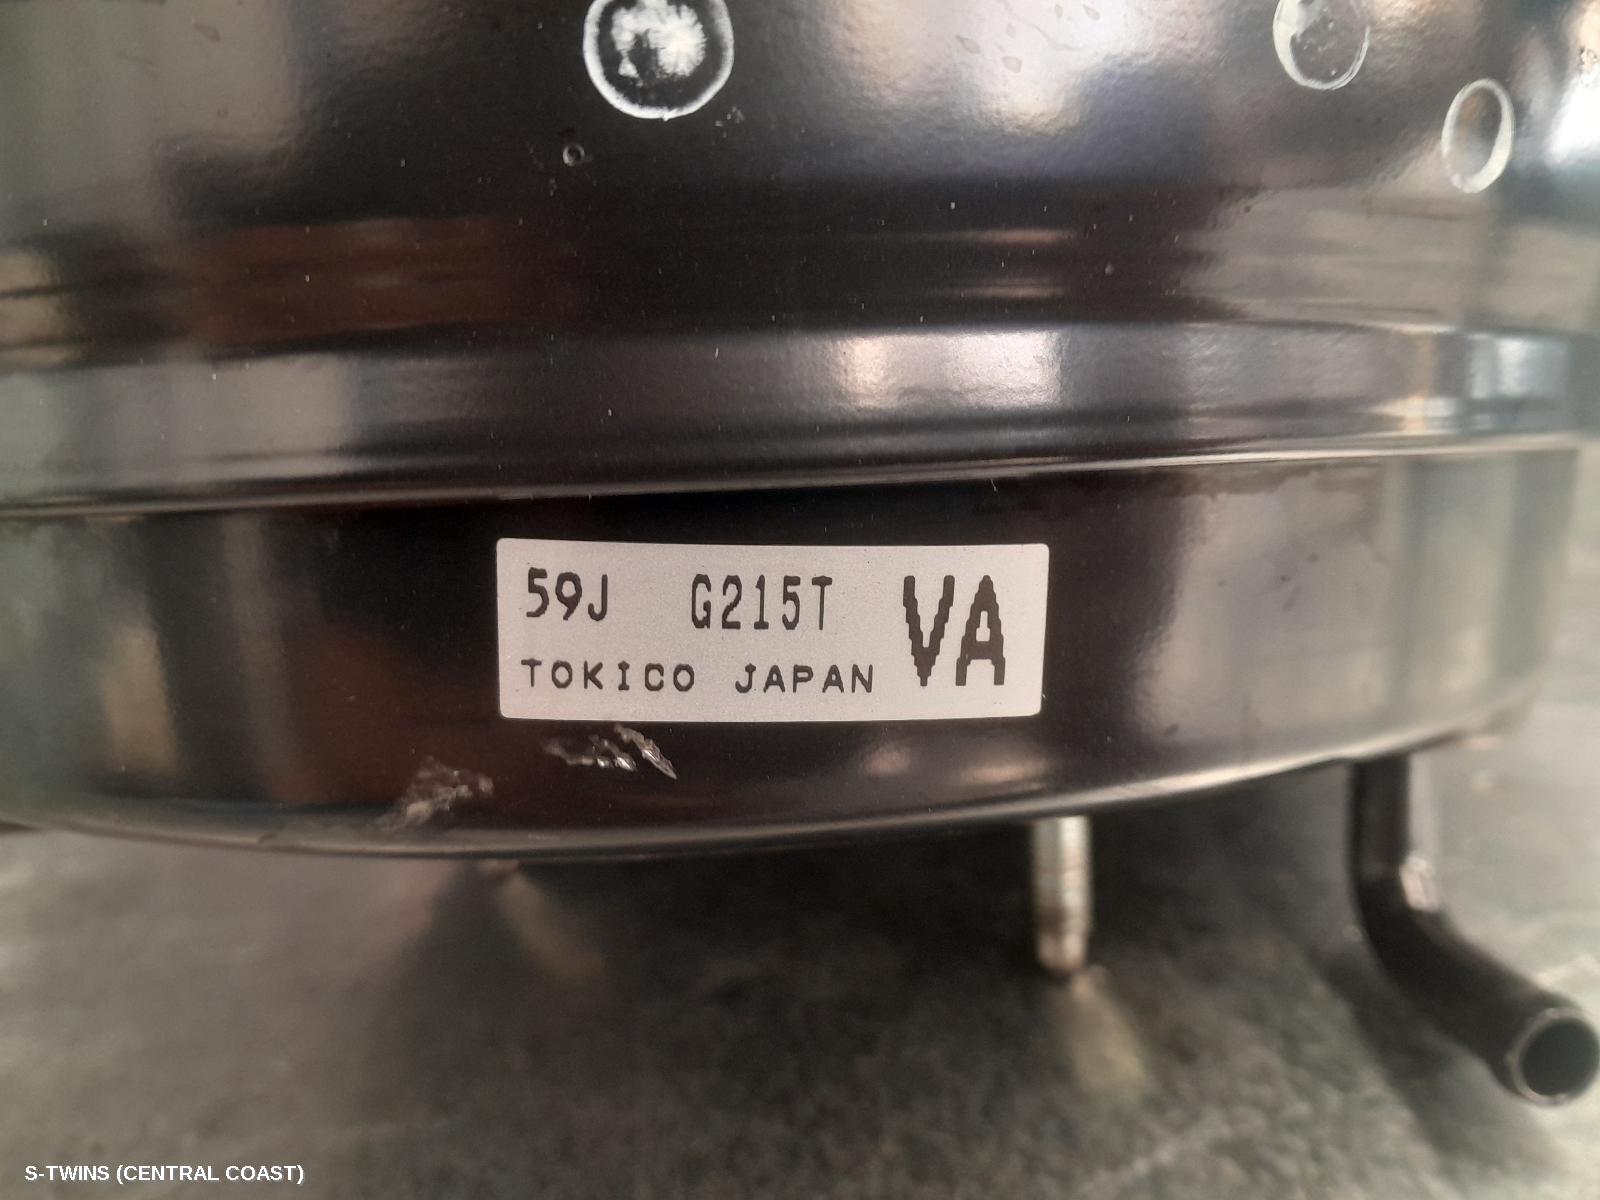 59J G215T VA
TOKICO JAPAN
S-TWINS (CENTRAL COAST)